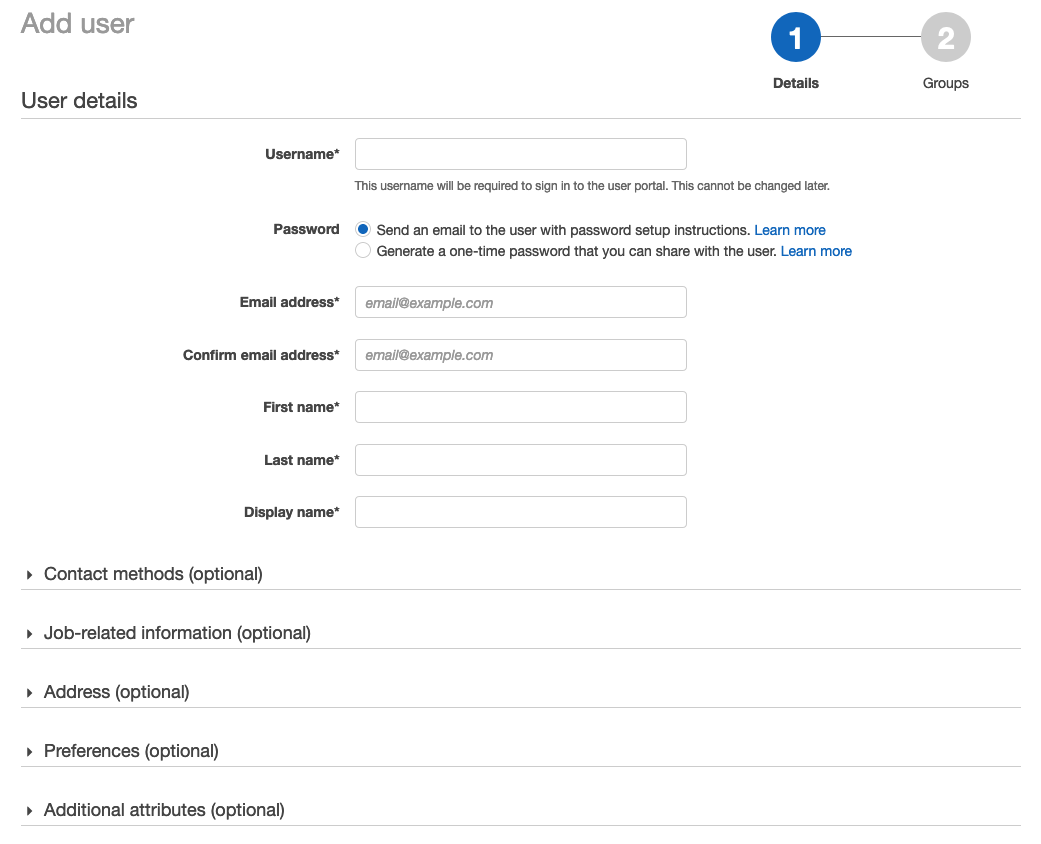 Add user
1
2
Details
Groups
User details
Username*
This username will be required to sign in to the user portal. This cannot be changed later.
Password
Send an email to the user with password setup instructions. Learn more
Generate a one-time password that you can share with the user. Learn more
Email address*
email@example.com
Confirm email address*
email@example.com
First name*
Last name*
Display name*
Contact methods (optional)
Job-related information (optional)
Address (optional)
Preferences (optional)
Additional attributes (optional)